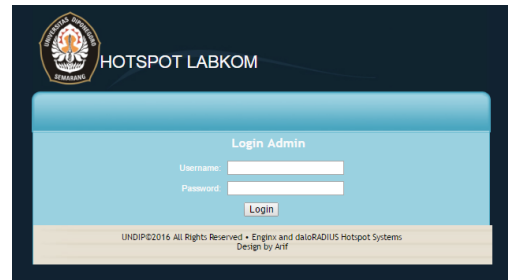 UNIVERSITAS DIPONEGORO
SEMARANG
HOTSPOT LABKOM
Login Admin
Username:
Password:
Login
UNDIP©2016 All Rights Reserved • Enginx and daloRADIUS Hotspot Systems
Design by Arif